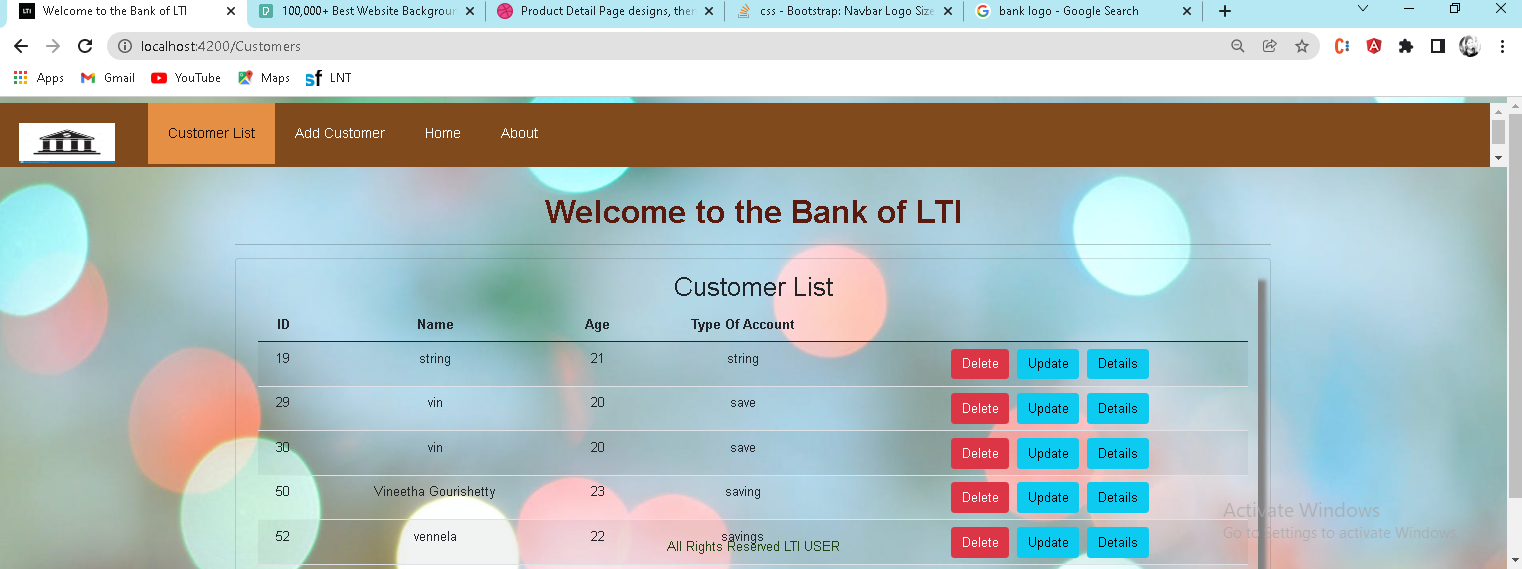 LTI Welcome to the Bank of LTI
100,000+ Best Website Backgroun
Product Detail Page designs, then
css - Bootstrap: Navbar Logo Size
bank logo - Google Search
localhost:4200/Customers
Apps Gmail YouTube Maps LNT
Customer List Add Customer Home About
Welcome to the Bank of LTI
Customer List
ID Name Age Type Of Account
19 string 21 string Delete Update Details
29 vin 20 save Delete Update Details
30 vin 20 save Delete Update Details
50 Vineetha Gourishetty 23 saving Delete Update Details
52 vennela 22 savings Delete Update Details
All Rights Reserved LTI USER
Activate Windows
Go to Settings to activate Windows.